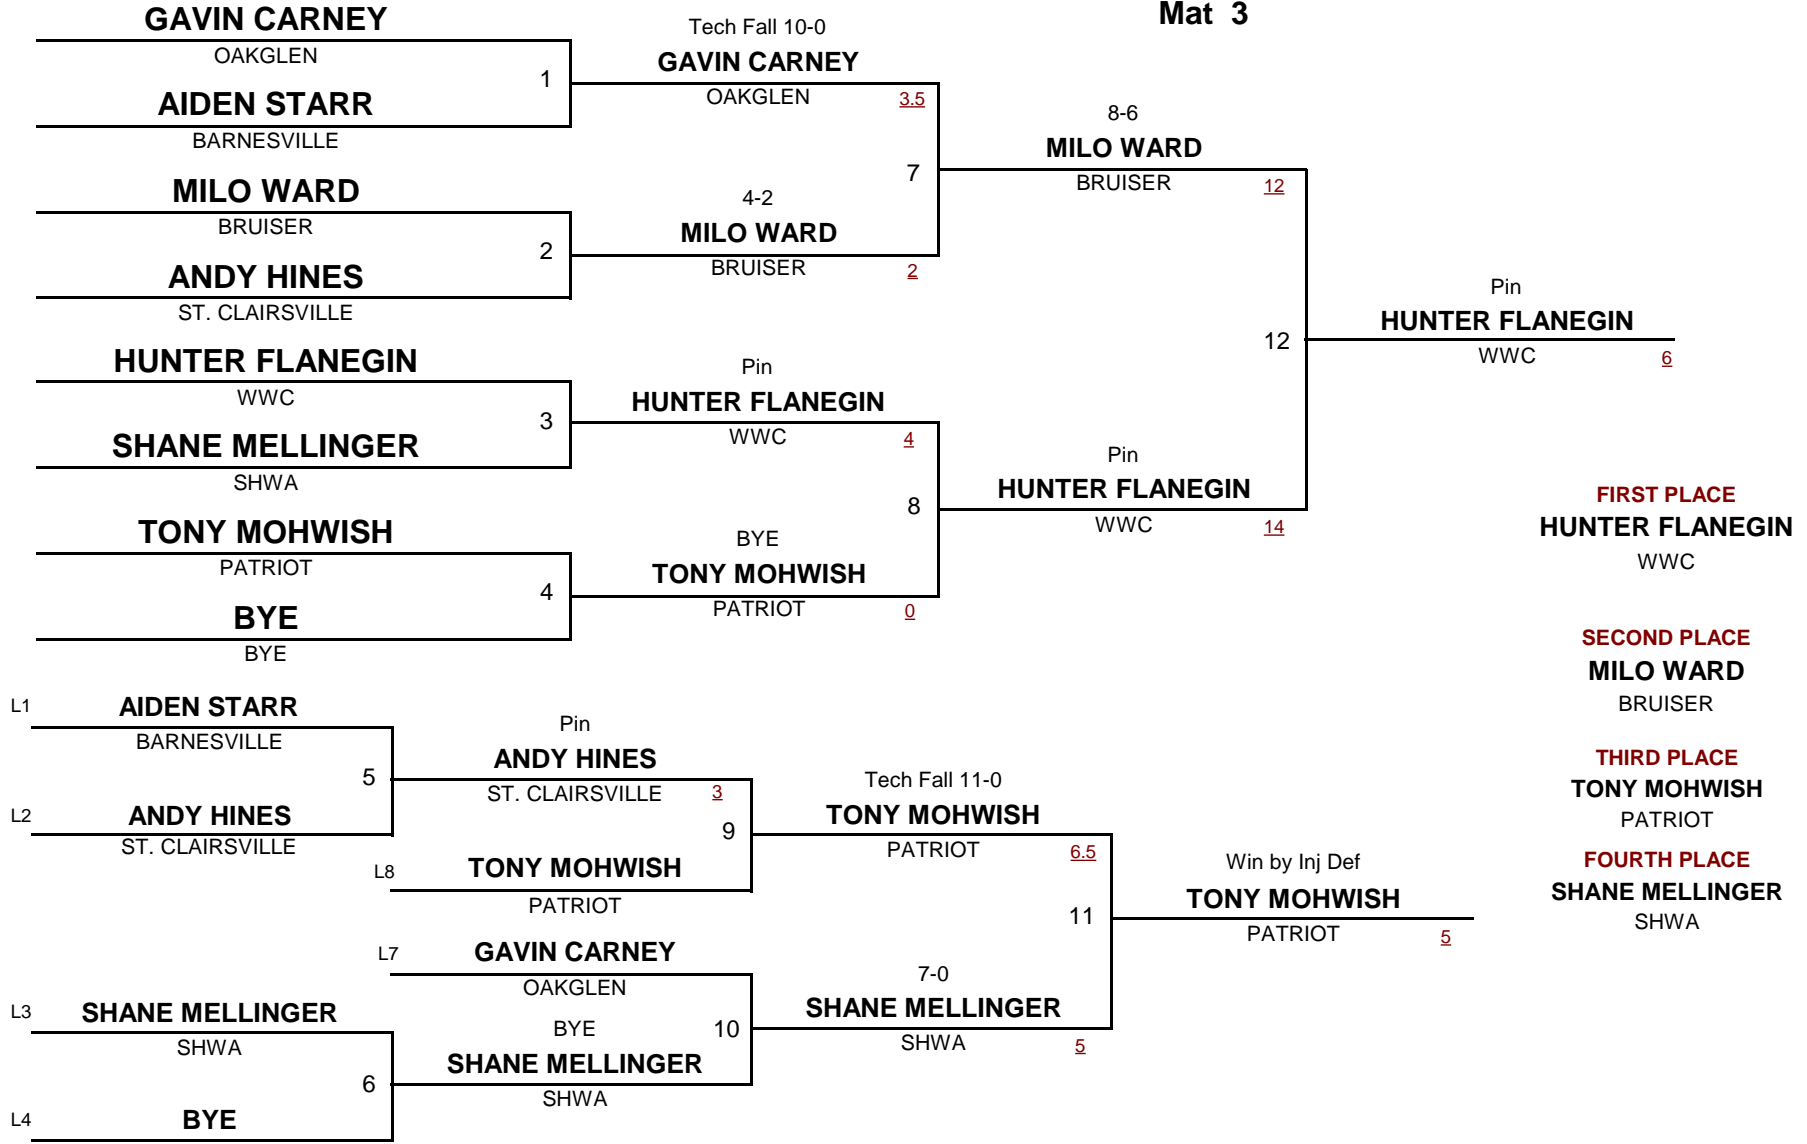 Mat 3
GAVIN CARNEY
OAKGLEN
1
AIDEN STARR
BARNESVILLE
MILO WARD
BRUISER
2
ANDY HINES
ST. CLAIRSVILLE
HUNTER FLANEGIN
WWC
3
SHANE MELLINGER
SHWA
TONY MOHWISH
PATRIOT
4
BYE
BYE
Tech Fall 10-0
GAVIN CARNEY
OAKGLEN 3.5
7
4-2
MILO WARD
BRUISER 2
Pin
HUNTER FLANEGIN
WWC 4
8
BYE
TONY MOHWISH
PATRIOT 0
8-6
MILO WARD
BRUISER 12
12
Pin
HUNTER FLANEGIN
WWC 14
Pin
HUNTER FLANEGIN
WWC 6
FIRST PLACE
HUNTER FLANEGIN
WWC
SECOND PLACE
MILO WARD
BRUISER
THIRD PLACE
TONY MOHWISH
PATRIOT
FOURTH PLACE
SHANE MELLINGER
SHWA
L1 AIDEN STARR
BARNESVILLE
5
L2 ANDY HINES
ST. CLAIRSVILLE
L3 SHANE MELLINGER
SHWA
6
L4 BYE
Pin
ANDY HINES
ST. CLAIRSVILLE 3
9
L8 TONY MOHWISH
PATRIOT
L7 GAVIN CARNEY
OAKGLEN
10
BYE
SHANE MELLINGER
SHWA
Tech Fall 11-0
TONY MOHWISH
PATRIOT 6.5
11
7-0
SHANE MELLINGER
SHWA 5
Win by Inj Def
TONY MOHWISH
PATRIOT 5